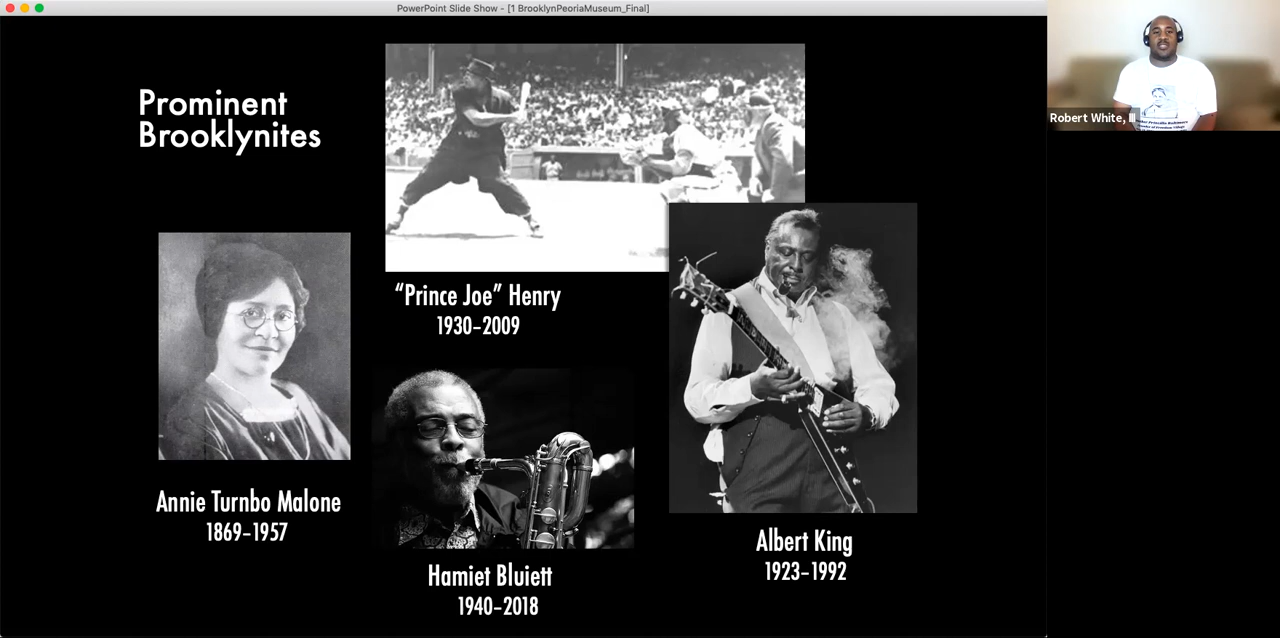 PowerPoint Slide Show - [1 BrooklynPeoriaMuseum_Final]
Prominent
Brooklynites
“Prince Joe” Henry
1930–2009
Annie Turnbo Malone
1869–1957
Hamiet Bluiett
1940–2018
Albert King
1923–1992
Robert White, III